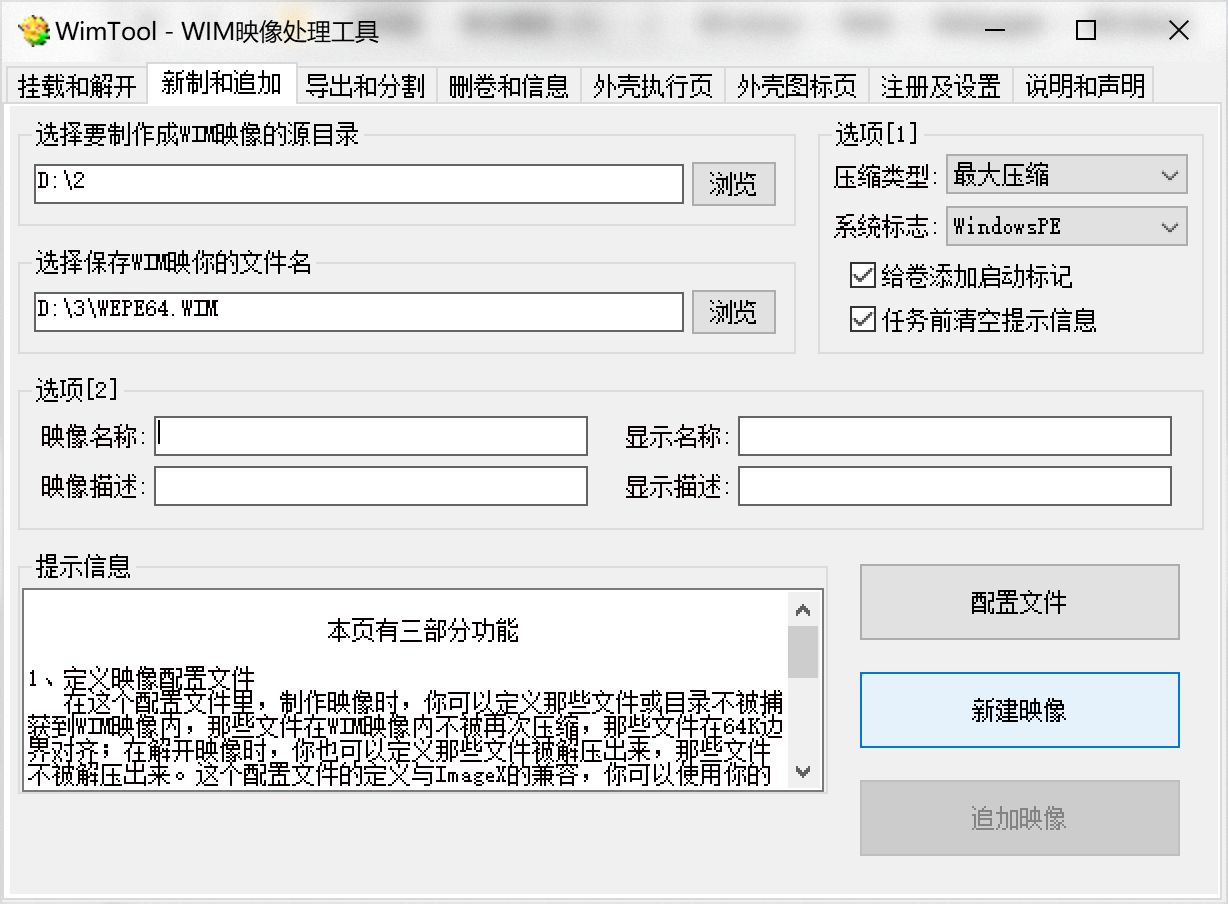 WimTool - WIM映像处理工具
挂载和解开 新制和追加 导出和分割 删卷和信息 外壳执行页 外壳图标页 注册及设置 说明和声明
选择要制作成WIM映像的源目录
D:\2 浏览
选择保存WIM映你的文件名
D:\3\WEPE64.WIM 浏览
选项[1]
压缩类型: 最大压缩
系统标志: WindowsPE
给卷添加启动标记
任务前清空提示信息
选项[2]
映像名称: 显示名称:
映像描述: 显示描述:
提示信息
本页有三部分功能
1、定义映像配置文件
在这个配置文件里，制作映像时，你可以定义那些文件或目录不被捕
获到WIM映像内，那些文件在WIM映像内不被再次压缩，那些文件在64K边
界对齐；在解开映像时，你也可以定义那些文件被解压出来，那些文件
不被解压出来。这个配置文件的定义与ImageX的兼容，你可以使用你的
配置文件
新建映像
追加映像